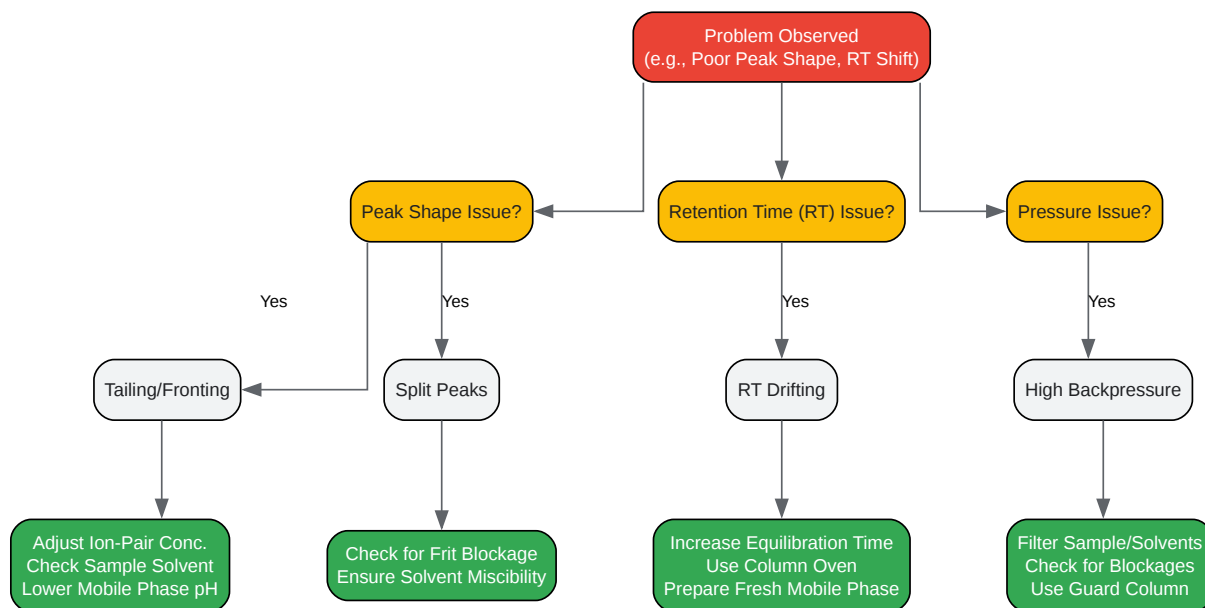 Problem Observed
(e.g., Poor Peak Shape, RT Shift)
Peak Shape Issue?
Retention Time (RT) Issue?
Pressure Issue?
Yes
Yes
Yes
Yes
Tailing/Fronting
Split Peaks
RT Drifting
High Backpressure
Adjust Ion-Pair Conc.
Check Sample Solvent
Lower Mobile Phase pH
Check for Frit Blockage
Ensure Solvent Miscibility
Increase Equilibration Time
Use Column Oven
Prepare Fresh Mobile Phase
Filter Sample/Solvents
Check for Blockages
Use Guard Column